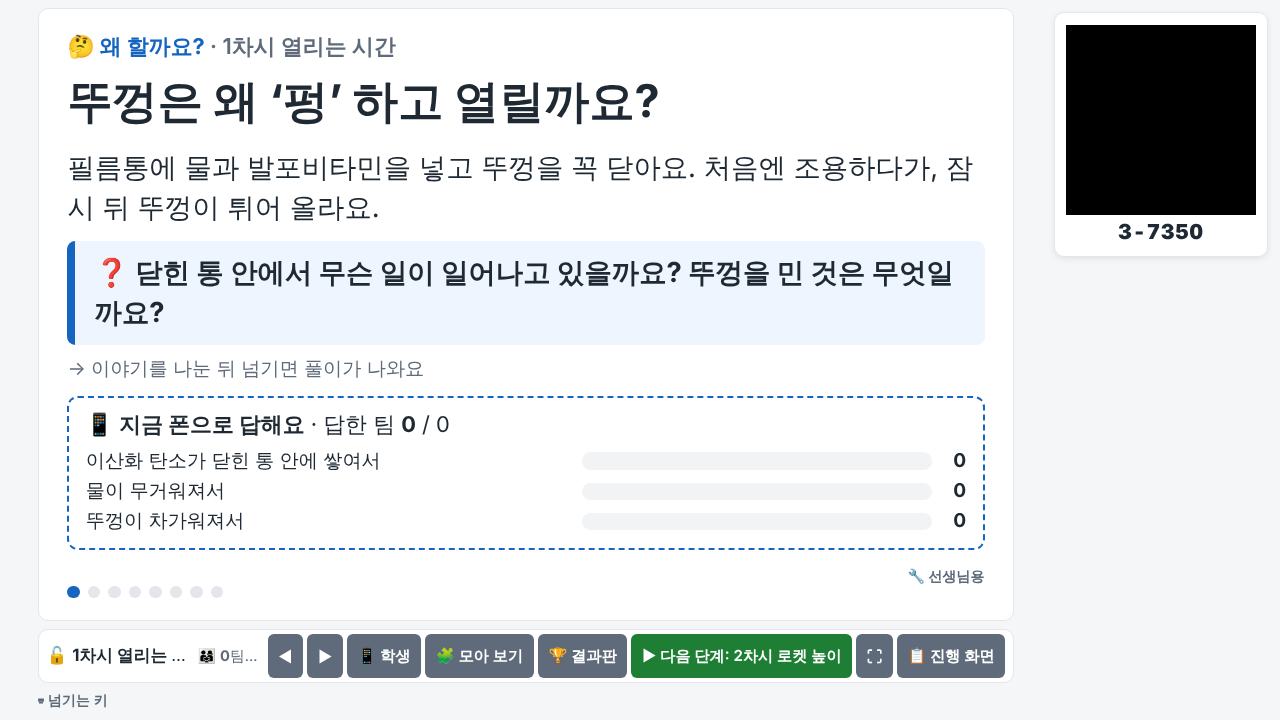 🤔 왜 할까요? · 1차시 열리는 시간
뚜껑은 왜 ‘펑’ 하고 열릴까요?
필름통에 물과 발포비타민을 넣고 뚜껑을 꼭 닫아요. 처음엔 조용하다가, 잠
시 뒤 뚜껑이 튀어 올라요.
❓ 닫힌 통 안에서 무슨 일이 일어나고 있을까요? 뚜껑을 민 것은 무엇일
까요?
→ 이야기를 나눈 뒤 넘기면 풀이가 나와요
📱 지금 폰으로 답해요 · 답한 팀 0 / 0
이산화 탄소가 닫힌 통 안에 쌓여서 0
물이 무거워져서 0
뚜껑이 차가워져서 0
🔧 선생님용
🔓 1차시 열리는 ... 👨‍👩‍👧 0팀... ◀ ▶ 📱 학생 🧩 모아 보기 🏆 결과판 ▶ 다음 단계: 2차시 로켓 높이 ⛶ 📋 진행 화면
넘기는 키
3-7350